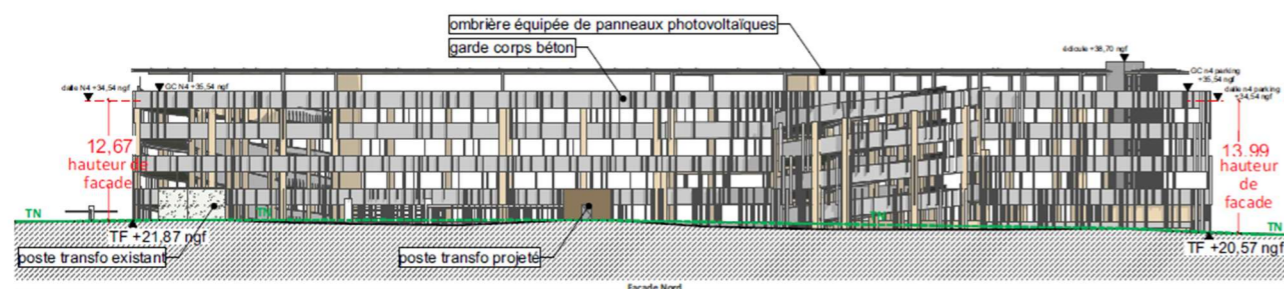 ombrière équipée de panneaux photovoltaïques
garde corps béton
édicule +38,70 ngf
dalle N4 +34,54 ngf
GC N4 +35,54 ngf
GC n4 parking
+35,54 ngf
dalle n4 parking
+34,54 ngf
12,67
hauteur de
facade
13.99
hauteur
de
facade
TN
TN
TN
TN
TF +21,87 ngf
TF +20,57 ngf
poste transfo existant
poste transfo projeté
Façade Nord